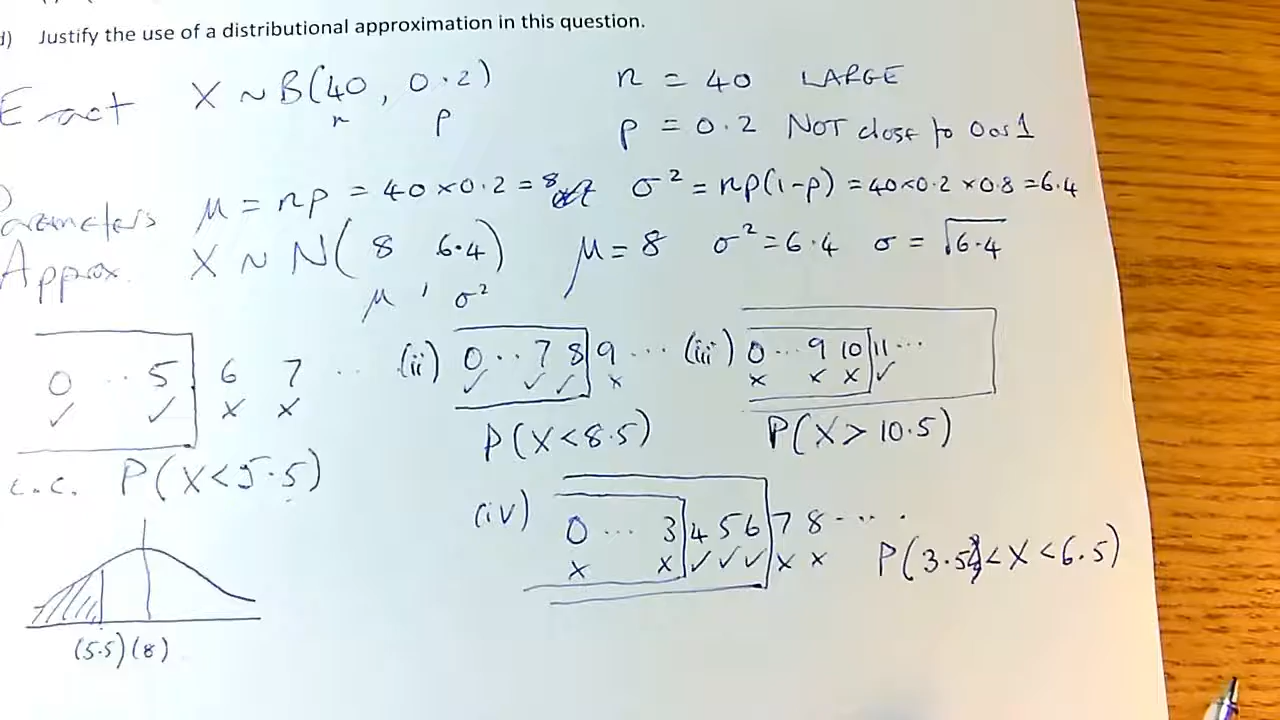 d) Justify the use of a distributional approximation in this question.
Exact X ~ B(40, 0.2) n = 40 LARGE
n p p = 0.2 NOT close to 0 or 1
Parameters μ = np = 40×0.2 = 8 σ² = np(1-p) = 40×0.2×0.8 = 6.4
Approx. X ~ N( 8 6.4) μ = 8 σ² = 6.4 σ = √6.4
μ , σ²
0 ·· 5 6 7 ·· (ii) 0 ·· 7 8 9 ··· (iii) 0 ··· 9 10 11 ···
✓ ✓ x x ✓ ✓ ✓ x x x x ✓
c.c. P(X<5.5) P(X<8.5) P(X> 10.5)
(iv) 0 ··· 3 4 5 6 7 8 ····
x x ✓ ✓ ✓ x x P(3.5<X<6.5)
(5.5) (8)